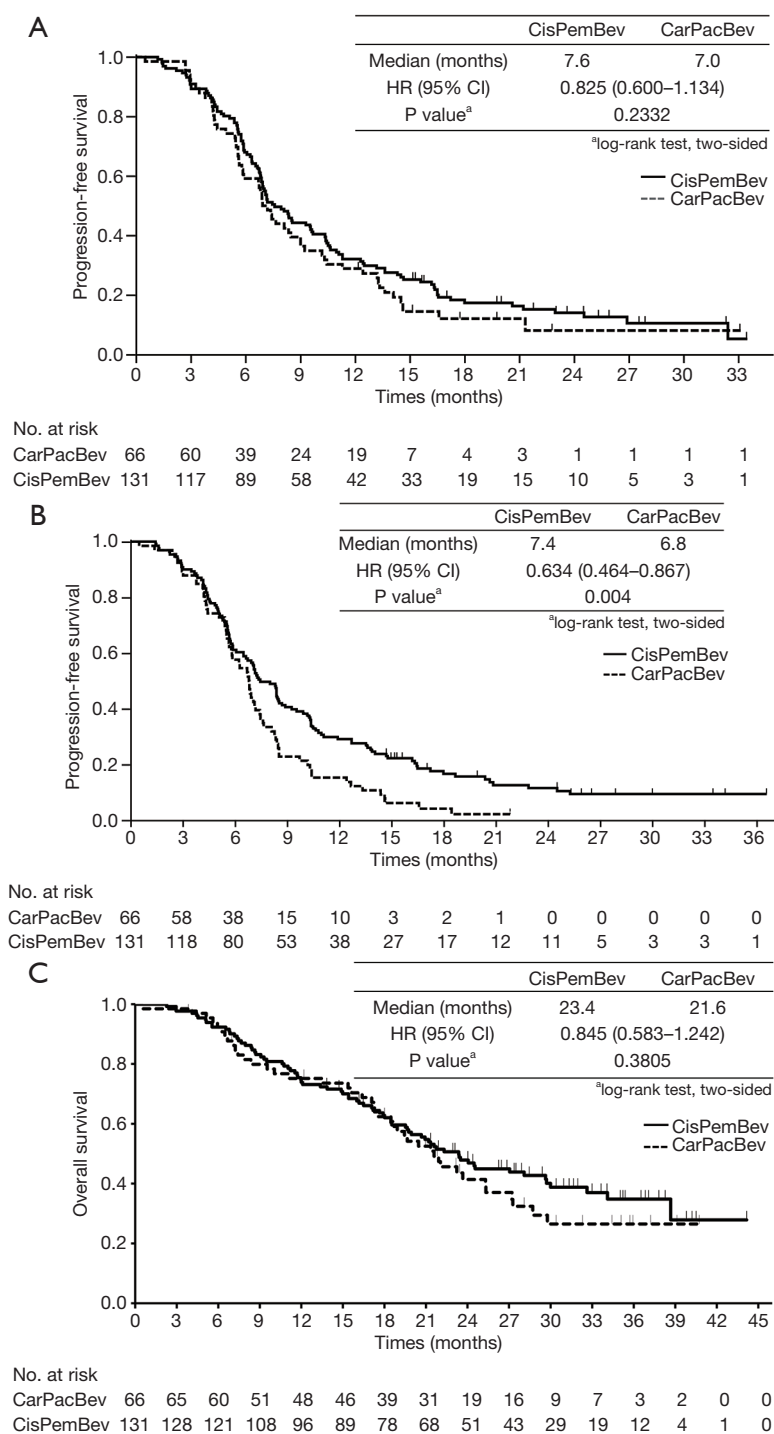 A
CisPemBev CarPacBev
Median (months) 7.6 7.0
HR (95% CI) 0.825 (0.600–1.134)
P valueᵃ 0.2332
ᵃlog-rank test, two-sided
CisPemBev
CarPacBev
Progression-free survival
1.0
0.8
0.6
0.4
0.2
0.0
0 3 6 9 12 15 18 21 24 27 30 33
Times (months)
No. at risk
CarPacBev 66 60 39 24 19 7 4 3 1 1 1 1
CisPemBev 131 117 89 58 42 33 19 15 10 5 3 1
B
CisPemBev CarPacBev
Median (months) 7.4 6.8
HR (95% CI) 0.634 (0.464–0.867)
P valueᵃ 0.004
ᵃlog-rank test, two-sided
CisPemBev
CarPacBev
Progression-free survival
1.0
0.8
0.6
0.4
0.2
0.0
0 3 6 9 12 15 18 21 24 27 30 33 36
Times (months)
No. at risk
CarPacBev 66 58 38 15 10 3 2 1 0 0 0 0 0
CisPemBev 131 118 80 53 38 27 17 12 11 5 3 3 1
C
CisPemBev CarPacBev
Median (months) 23.4 21.6
HR (95% CI) 0.845 (0.583–1.242)
P valueᵃ 0.3805
ᵃlog-rank test, two-sided
CisPemBev
CarPacBev
Overall survival
1.0
0.8
0.6
0.4
0.2
0.0
0 3 6 9 12 15 18 21 24 27 30 33 36 39 42 45
Times (months)
No. at risk
CarPacBev 66 65 60 51 48 46 39 31 19 16 9 7 3 2 0 0
CisPemBev 131 128 121 108 96 89 78 68 51 43 29 19 12 4 1 0